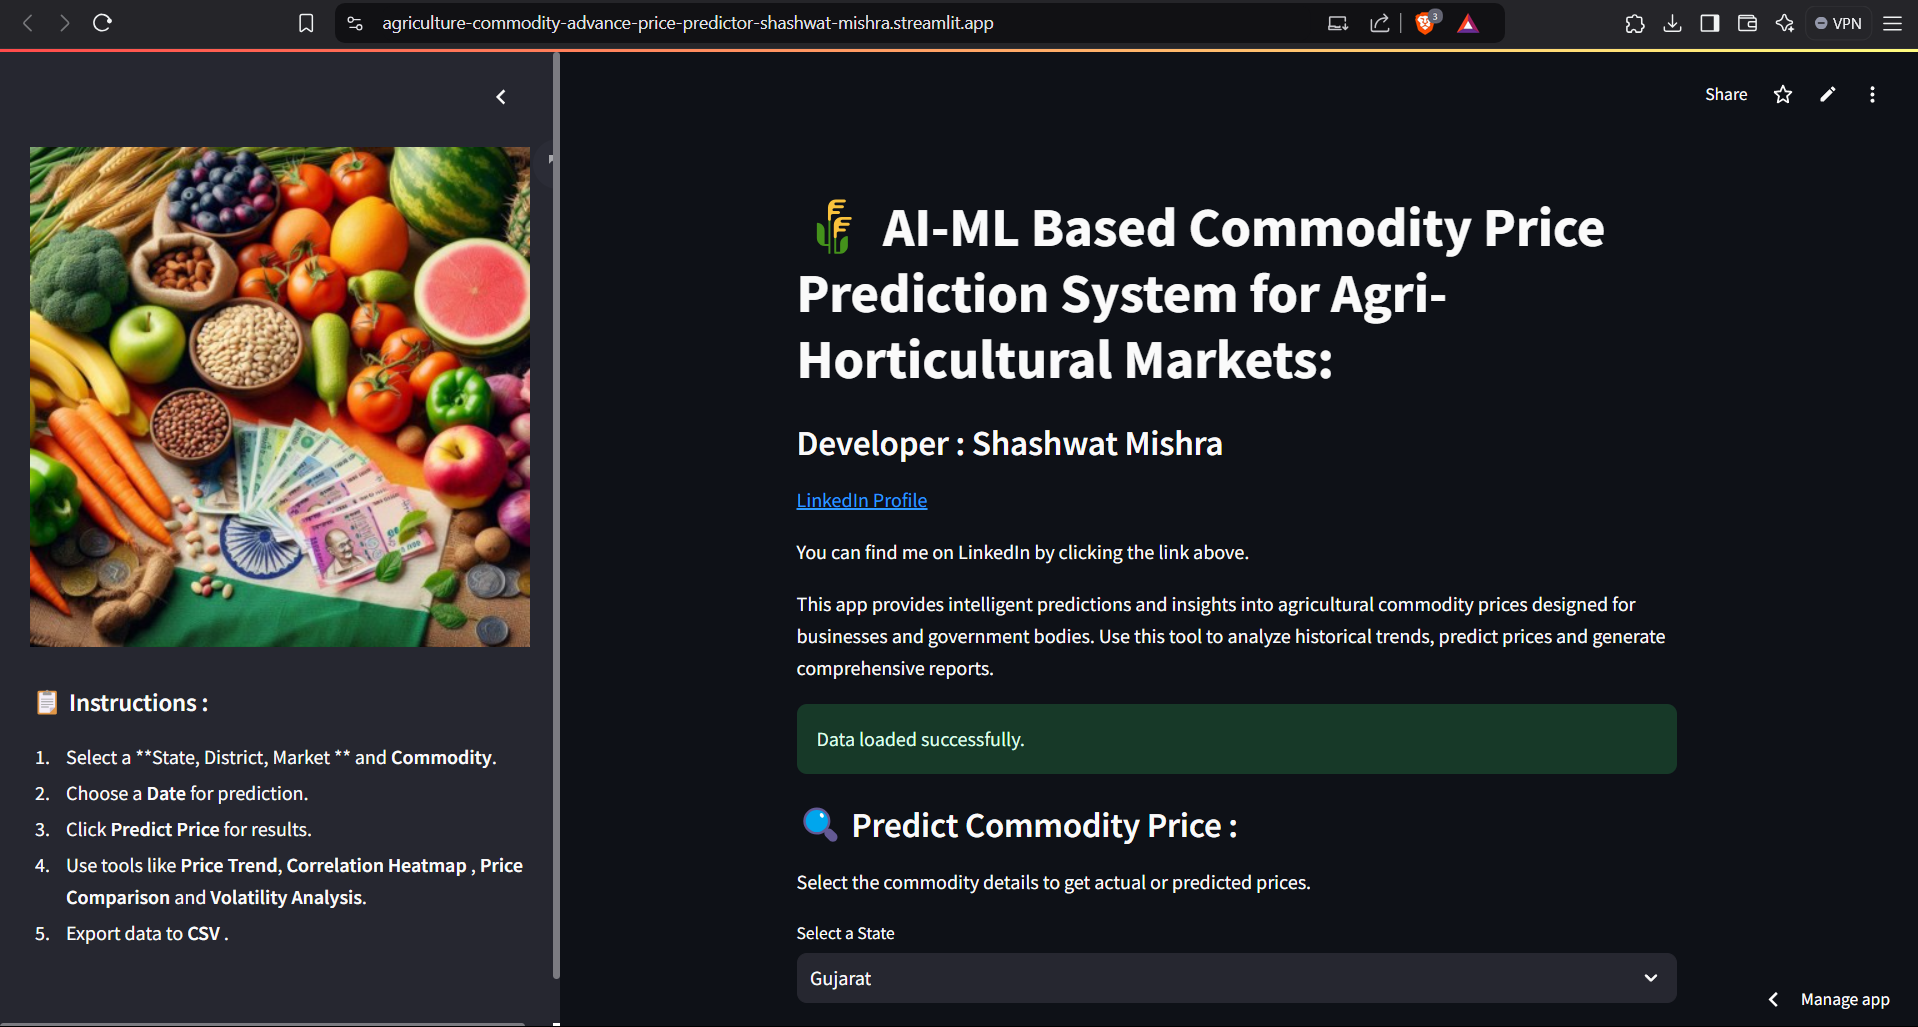 agriculture-commodity-advance-price-predictor-shashwat-mishra.streamlit.app
3
VPN
Share
AI-ML Based Commodity Price
Prediction System for Agri-
Horticultural Markets:
Developer : Shashwat Mishra
LinkedIn Profile
You can find me on LinkedIn by clicking the link above.
This app provides intelligent predictions and insights into agricultural commodity prices designed for
businesses and government bodies. Use this tool to analyze historical trends, predict prices and generate
comprehensive reports.
Data loaded successfully.
🔍 Predict Commodity Price :
Select the commodity details to get actual or predicted prices.
Select a State
Gujarat
Manage app
📋 Instructions :
1. Select a **State, District, Market ** and Commodity.
2. Choose a Date for prediction.
3. Click Predict Price for results.
4. Use tools like Price Trend, Correlation Heatmap , Price
Comparison and Volatility Analysis.
5. Export data to CSV .